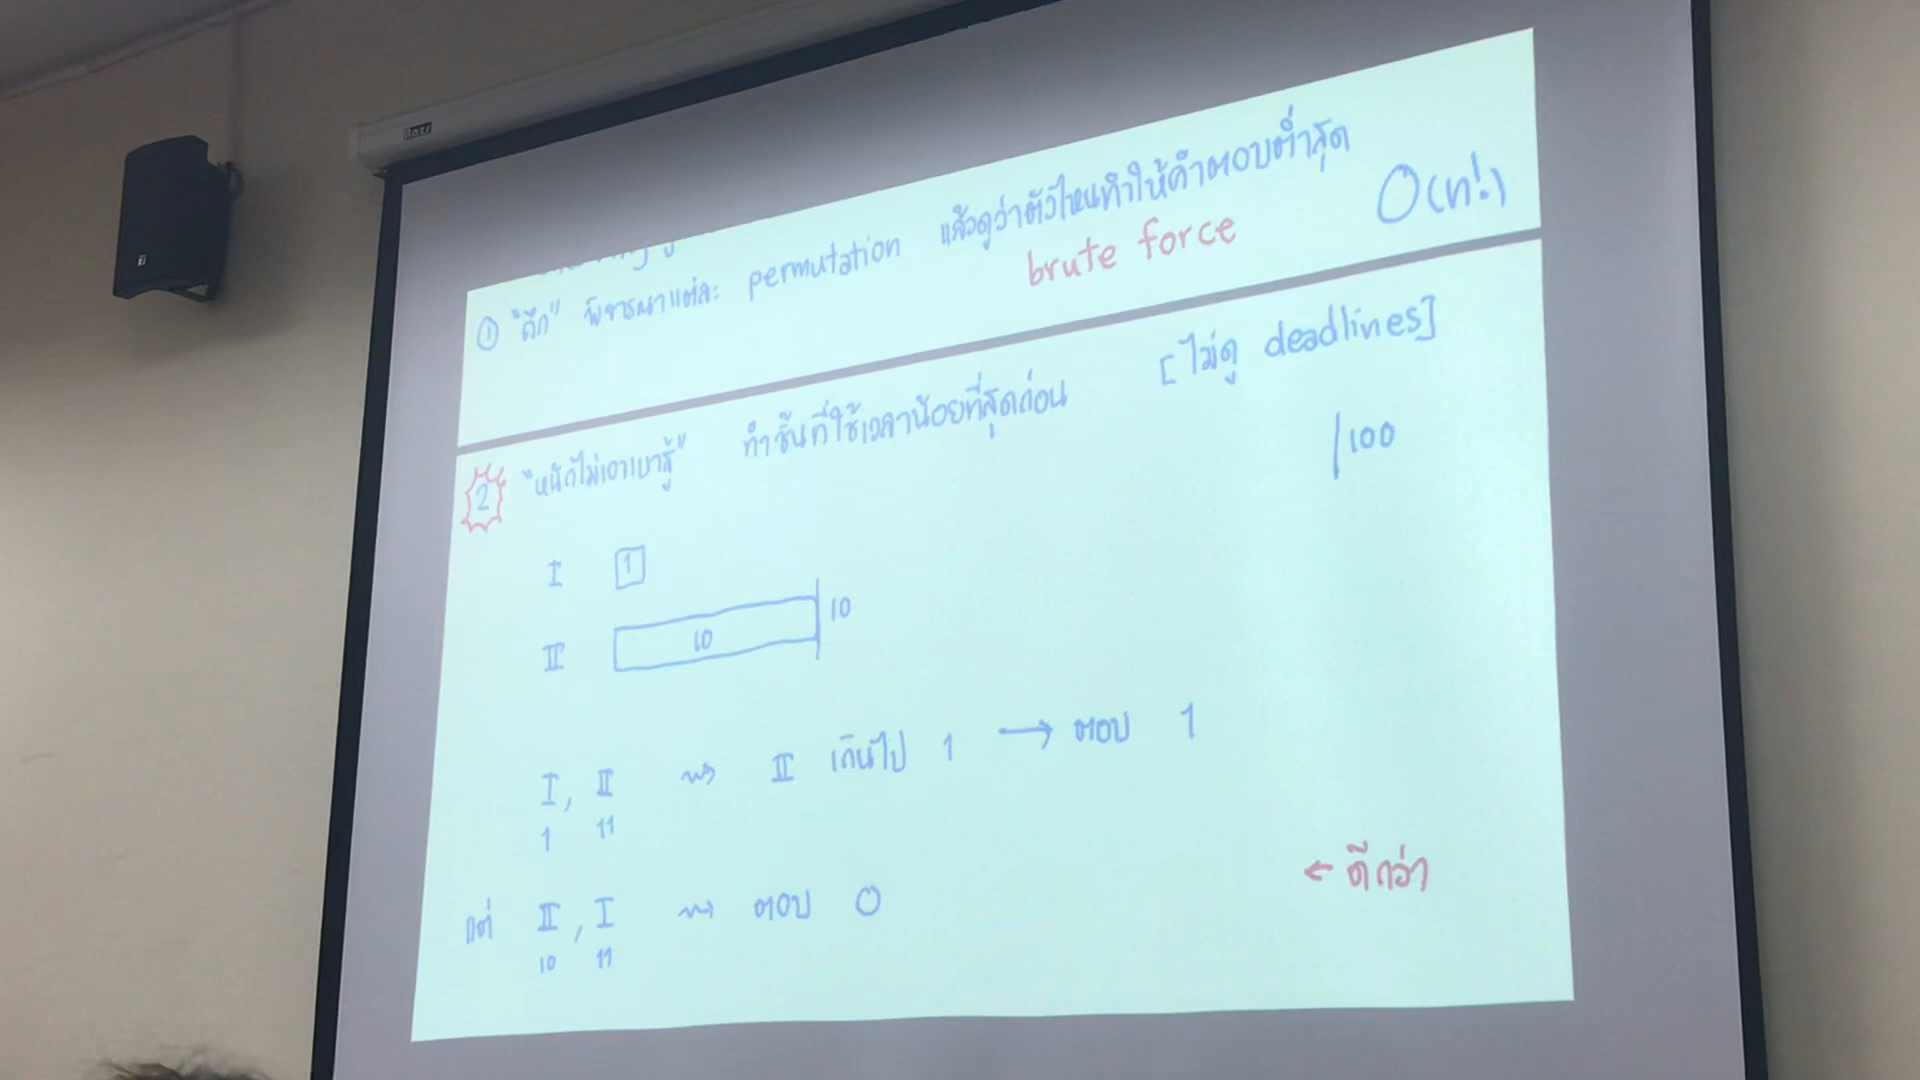 ① "ถึก" พิจารณาแต่ละ permutation แล้วดูว่าตัวไหนทำให้คำตอบต่ำสุด
brute force
O(n!)
2 "หนักไม่เอาเบาสู้" ทำชิ้นที่ใช้เวลาน้อยที่สุดก่อน [ไม่ดู deadlines]
I 1 100
II 10 10
I, II ⇝ II เกินไป 1 → ตอบ 1
1 11
แต่ II, I ⇝ ตอบ 0 ← ดีกว่า
10 11